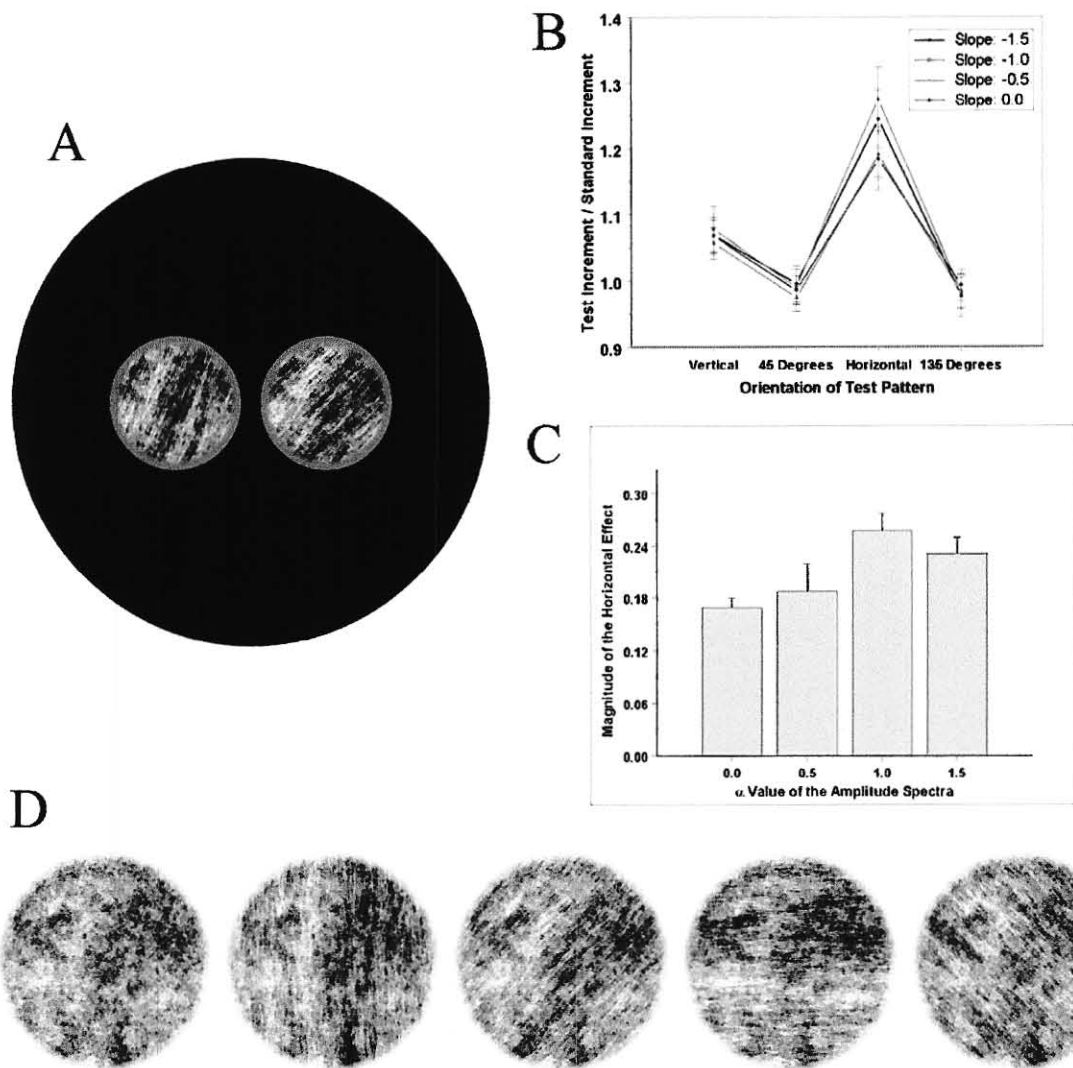 A
B
Test Increment / Standard Increment
1.4
1.3
1.2
1.1
1.0
0.9
Slope: -1.5
Slope: -1.0
Slope: -0.5
Slope: 0.0
Vertical 45 Degrees Horizontal 135 Degrees
Orientation of Test Pattern
C
Magnitude of the Horizontal Effect
0.30
0.24
0.18
0.12
0.06
0.00
0.0 0.5 1.0 1.5
α Value of the Amplitude Spectra
D